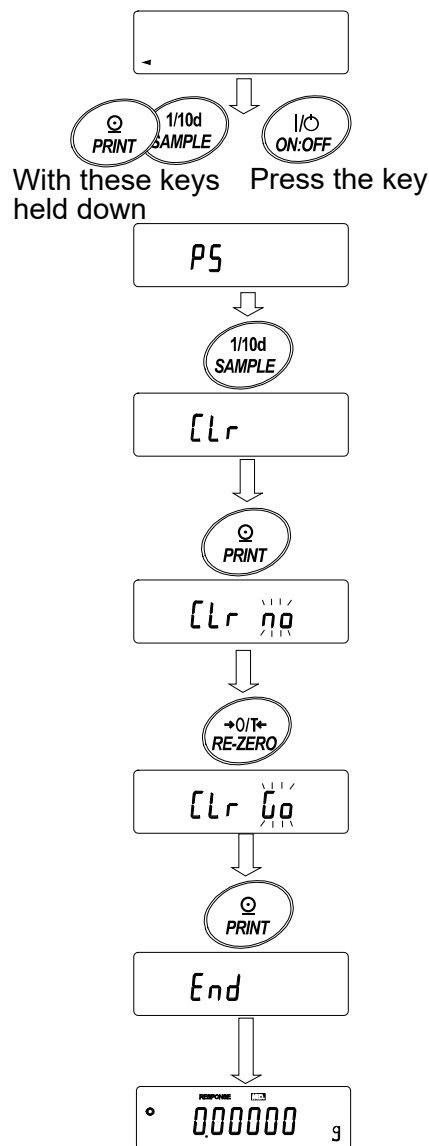 1/10d
PRINT SAMPLE
I/O
ON:OFF
With these keys
held down
Press the key
PS
1/10d
SAMPLE
CLr
PRINT
CLr no
→0/T←
RE-ZERO
CLr Go
PRINT
End
RESPONSE
0.00000 g